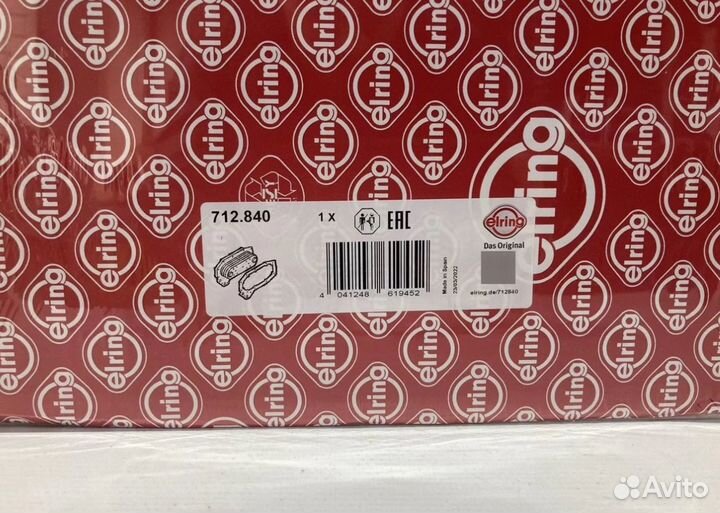 712.840
1 X
EAC
elring
Das Original
4 041248 619452
Made in Spain
23/03/2022
elring.de/712840
elring
Avito